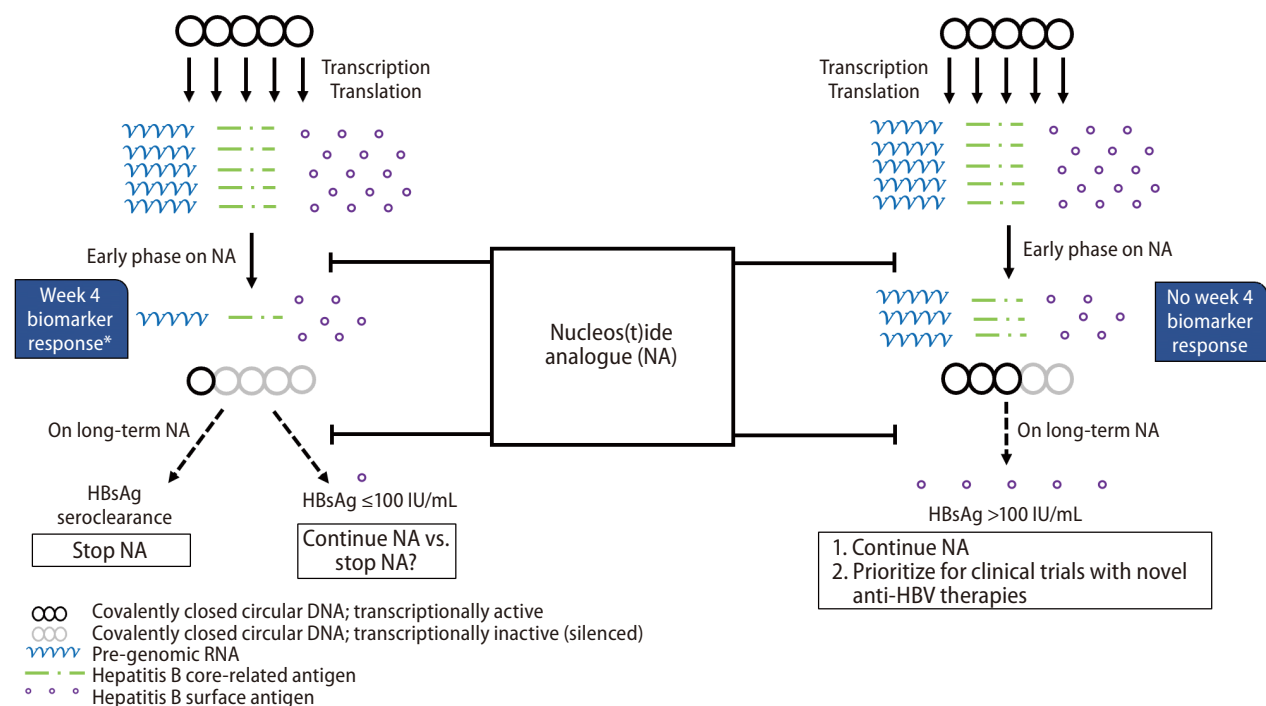 Transcription
Translation
Transcription
Translation
Early phase on NA
Early phase on NA
Week 4
biomarker
response*
Nucleos(t)ide
analogue (NA)
No week 4
biomarker
response
On long-term NA
On long-term NA
HBsAg
seroclearance
Stop NA
HBsAg ≤100 IU/mL
Continue NA vs.
stop NA?
HBsAg >100 IU/mL
1. Continue NA
2. Prioritize for clinical trials with novel
anti-HBV therapies
Covalently closed circular DNA; transcriptionally active
Covalently closed circular DNA; transcriptionally inactive (silenced)
Pre-genomic RNA
Hepatitis B core-related antigen
Hepatitis B surface antigen